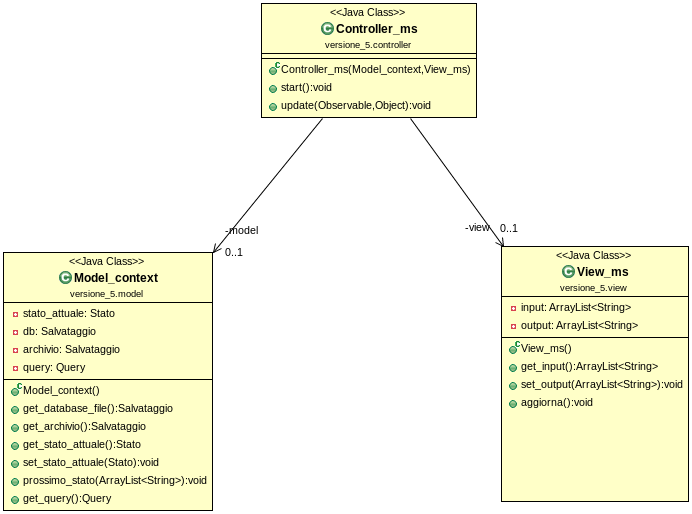 <<Java Class>>
C Controller_ms
versione_5.controller
C Controller_ms(Model_context,View_ms)
start():void
update(Observable,Object):void
-model
0..1
-view
0..1
<<Java Class>>
C Model_context
versione_5.model
stato_attuale: Stato
db: Salvataggio
archivio: Salvataggio
query: Query
C Model_context()
get_database_file():Salvataggio
get_archivio():Salvataggio
get_stato_attuale():Stato
set_stato_attuale(Stato):void
prossimo_stato(ArrayList<String>):void
get_query():Query
<<Java Class>>
C View_ms
versione_5.view
input: ArrayList<String>
output: ArrayList<String>
C View_ms()
get_input():ArrayList<String>
set_output(ArrayList<String>):void
aggiorna():void